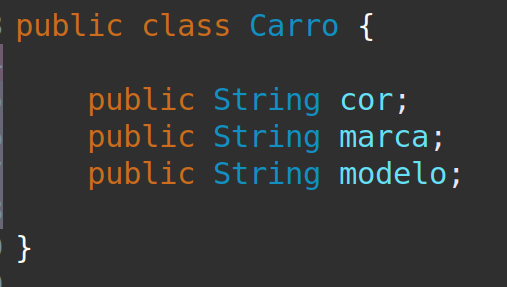 public class Carro {
public String cor;
public String marca;
public String modelo;
}